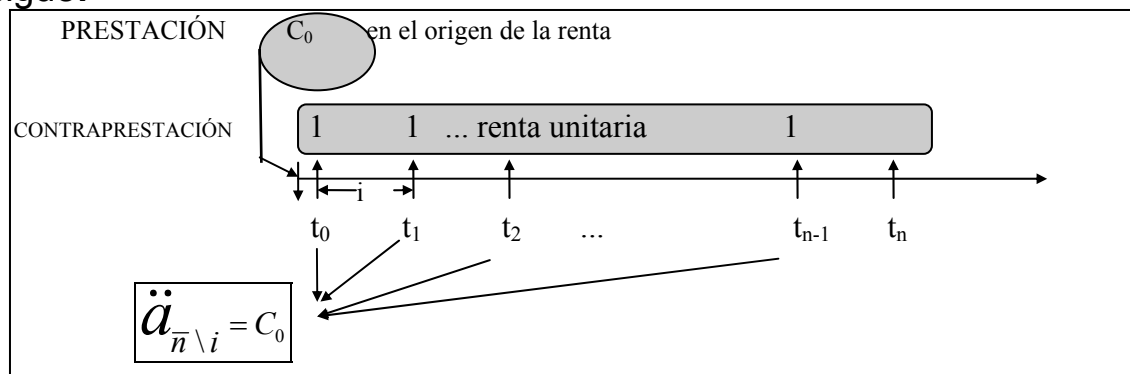 PRESTACIÓN C₀ en el origen de la renta
CONTRAPRESTACIÓN 1 1 ... renta unitaria 1
i
t₀ t₁ t₂ ... tₙ₋₁ tₙ
ä n̅ \ i = C₀